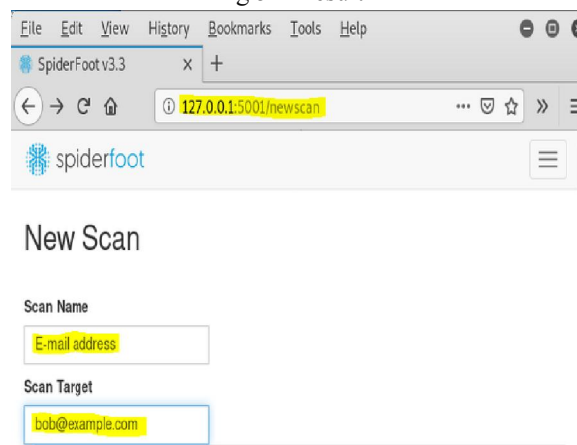 File Edit View History Bookmarks Tools Help
SpiderFoot v3.3
127.0.0.1:5001/newscan
spiderfoot
New Scan
Scan Name
E-mail address
Scan Target
bob@example.com